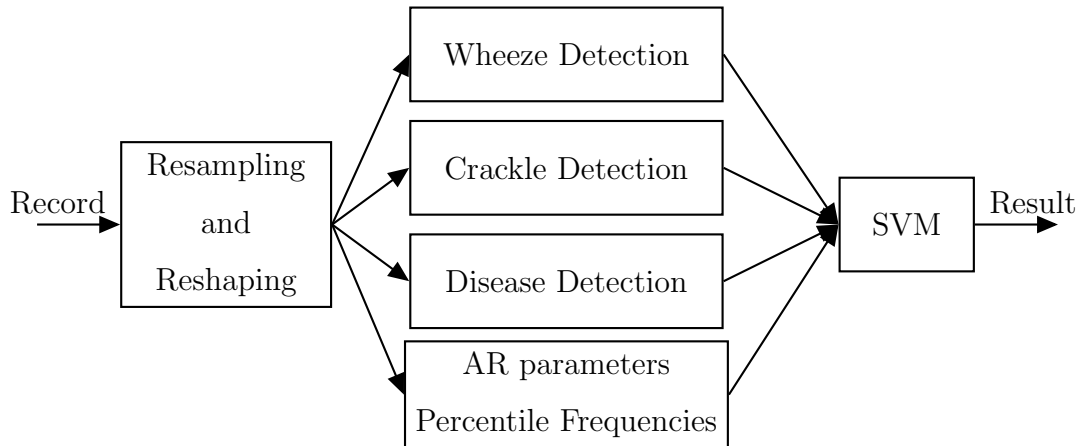 Record
Resampling
and
Reshaping
Wheeze Detection
Crackle Detection
Disease Detection
AR parameters
Percentile Frequencies
SVM
Result